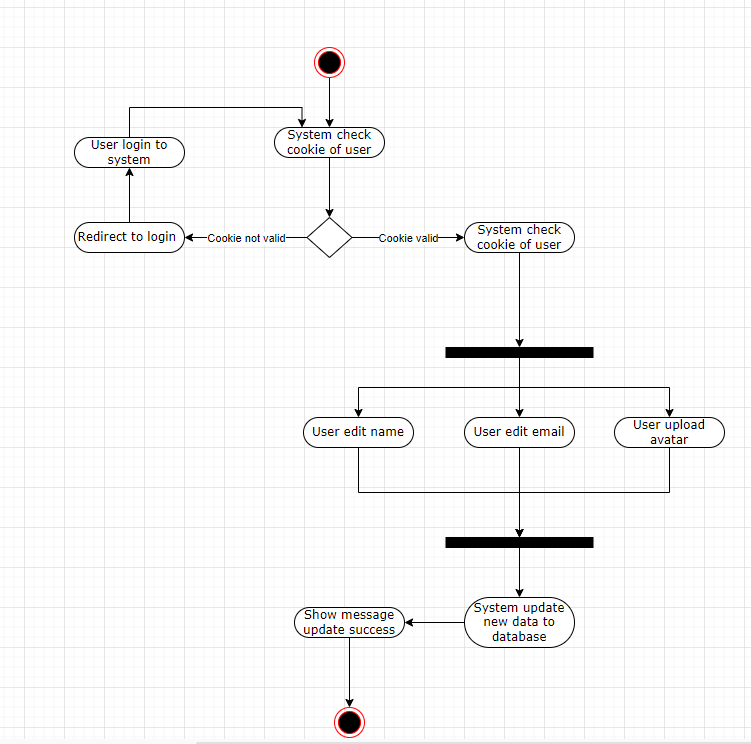 System check
cookie of user
User login to
system
Redirect to login
Cookie not valid
Cookie valid
System check
cookie of user
User edit name
User edit email
User upload
avatar
System update
new data to
database
Show message
update success